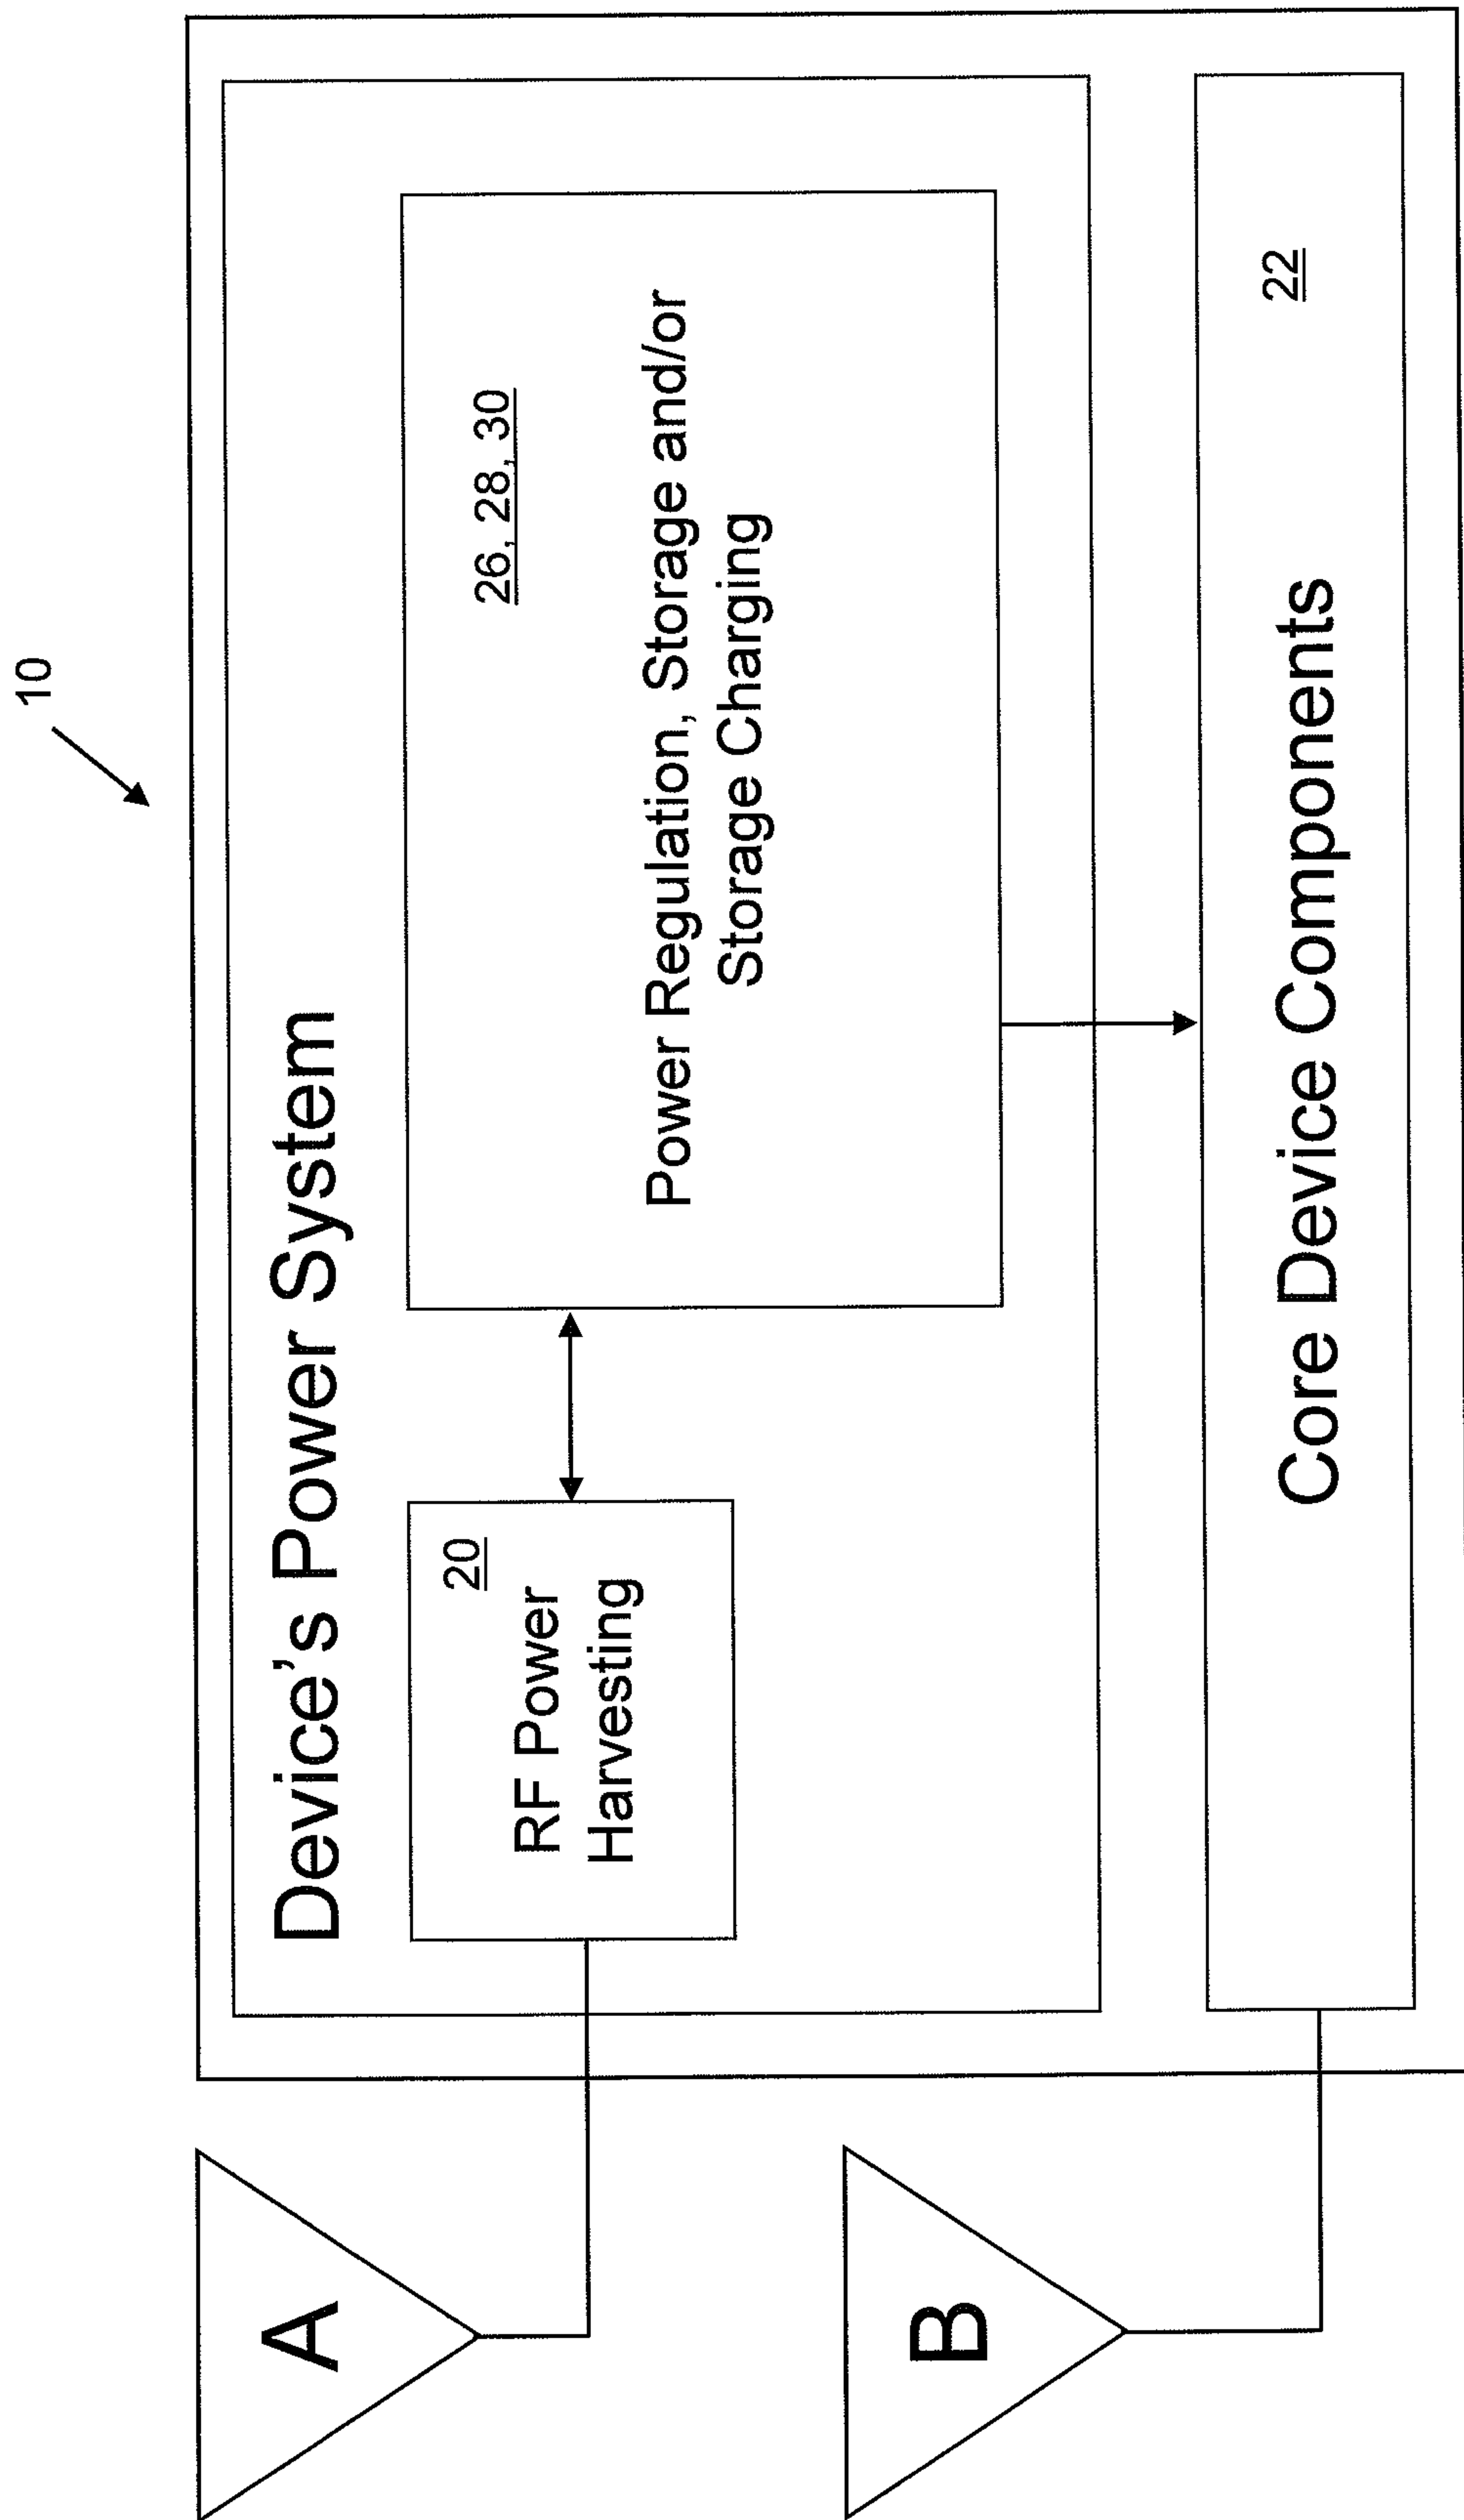 10
Device's Power System
20
RF Power
Harvesting
26, 28, 30
Power Regulation, Storage and/or
Storage Charging
22
Core Device Components
A
B